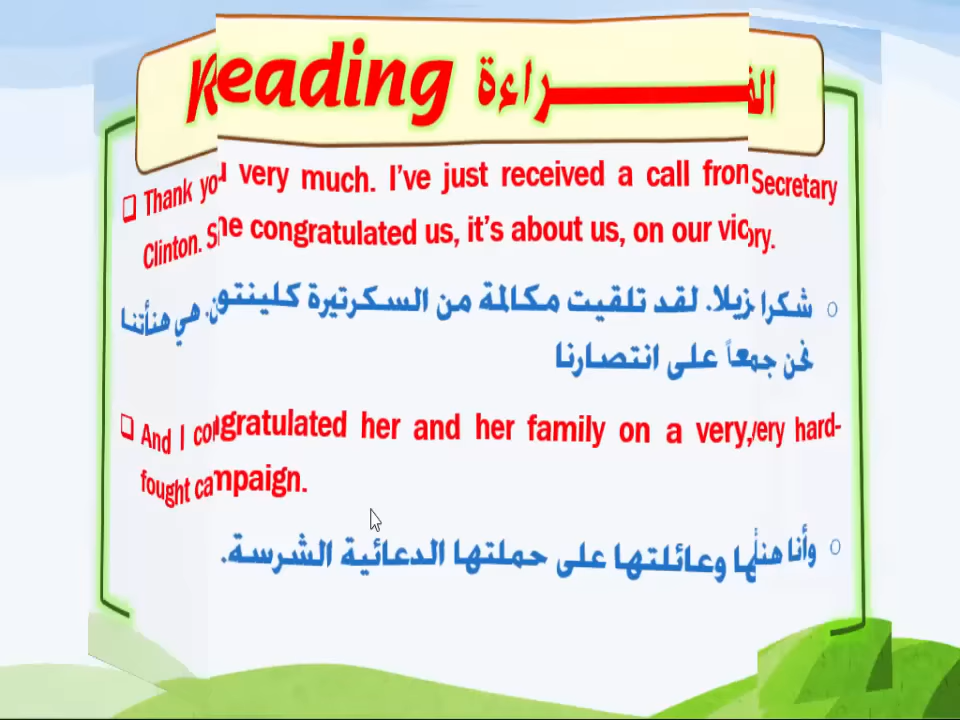 Reading القـــــــراءة
Thank you very much. I've just received a call from Secretary
Clinton. She congratulated us, it's about us, on our victory.
شكرا جزيلا. لقد تلقيت مكالمة من السكرتيرة كلينتون. هي هنأتنا
نحن جمعاً على انتصارنا
And I congratulated her and her family on a very, very hard-
fought campaign.
وأنا هنأتها وعائلتها على حملتها الدعائية الشرسة.